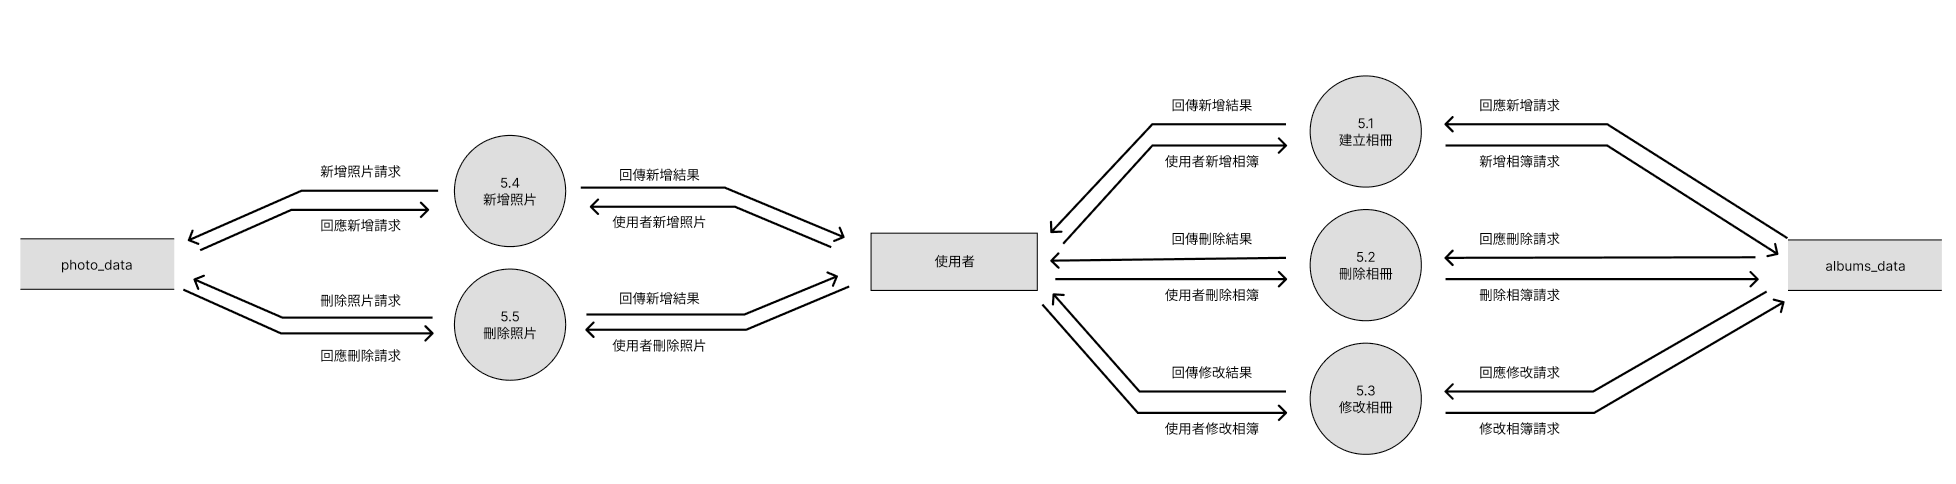 回傳新增結果
回應新增請求
5.1
建立相冊
使用者新增相簿
新增相簿請求
新增照片請求
回傳新增結果
5.4
新增照片
回應新增請求
使用者新增照片
回傳刪除結果
回應刪除請求
photo_data
使用者
5.2
刪除相冊
albums_data
使用者刪除相簿
刪除相簿請求
刪除照片請求
回傳新增結果
5.5
刪除照片
回應刪除請求
使用者刪除照片
回傳修改結果
回應修改請求
5.3
修改相冊
使用者修改相簿
修改相簿請求